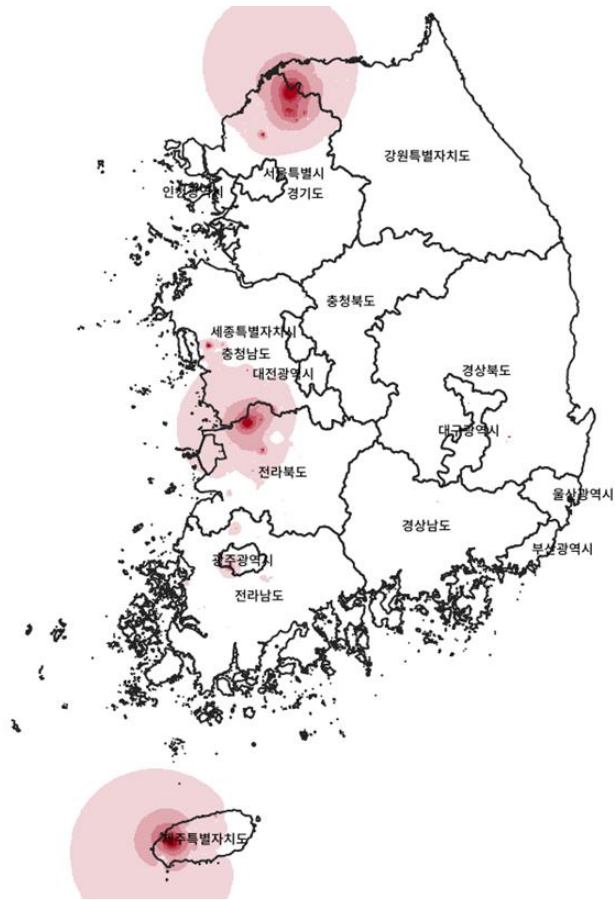 강원특별자치도
서울특별시
인천광역시
경기도
충청북도
세종특별자치시
충청남도
대전광역시
경상북도
대구광역시
전라북도
울산광역시
경상남도
부산광역시
광주광역시
전라남도
제주특별자치도